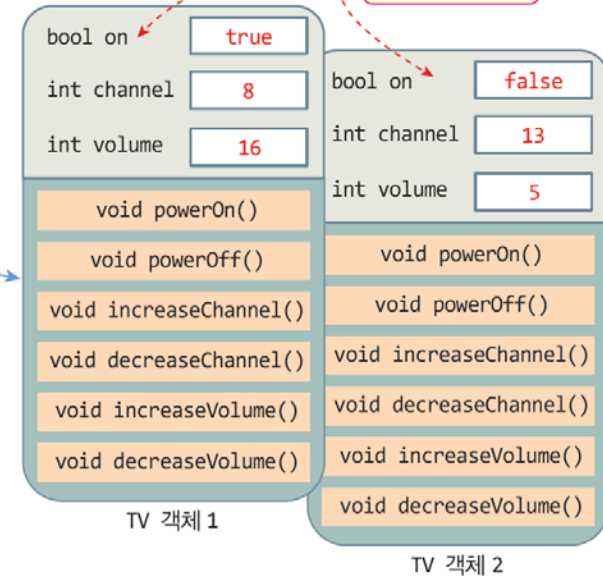 bool on true
int channel 8
int volume 16
void powerOn()
void powerOff()
void increaseChannel()
void decreaseChannel()
void increaseVolume()
void decreaseVolume()
TV 객체 1
bool on false
int channel 13
int volume 5
void powerOn()
void powerOff()
void increaseChannel()
void decreaseChannel()
void increaseVolume()
void decreaseVolume()
TV 객체 2